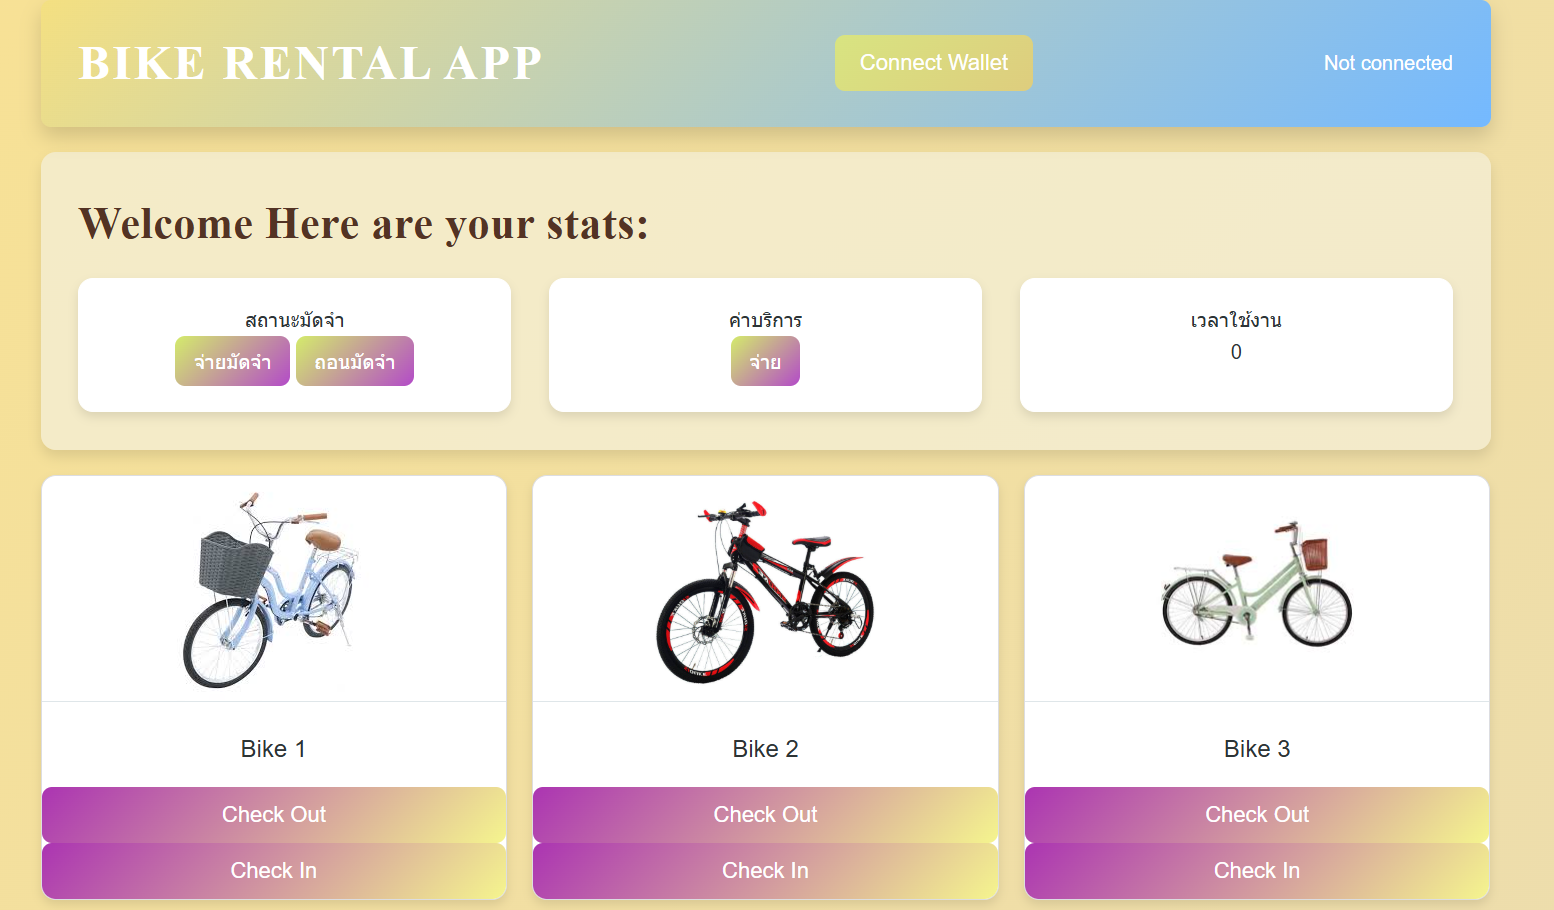 BIKE RENTAL APP
Connect Wallet
Not connected
Welcome Here are your stats:
สถานะมัดจำ
จ่ายมัดจำ ถอนมัดจำ
ค่าบริการ
จ่าย
เวลาใช้งาน
0
Bike 1
Check Out
Check In
Bike 2
Check Out
Check In
Bike 3
Check Out
Check In